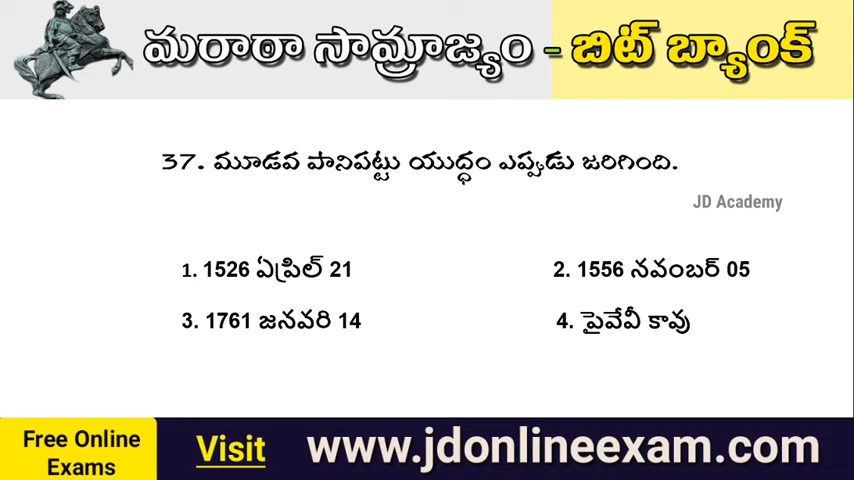 మరాఠా సామ్రాజ్యం - బిట్ బ్యాంక్
37. మూడవ పానిపట్టు యుద్ధం ఎప్పుడు జరిగింది.
JD Academy
1. 1526 ఏప్రిల్ 21 2. 1556 నవంబర్ 05
3. 1761 జనవరి 14 4. పైవేవీ కావు
Free Online Exams Visit www.jdonlineexam.com